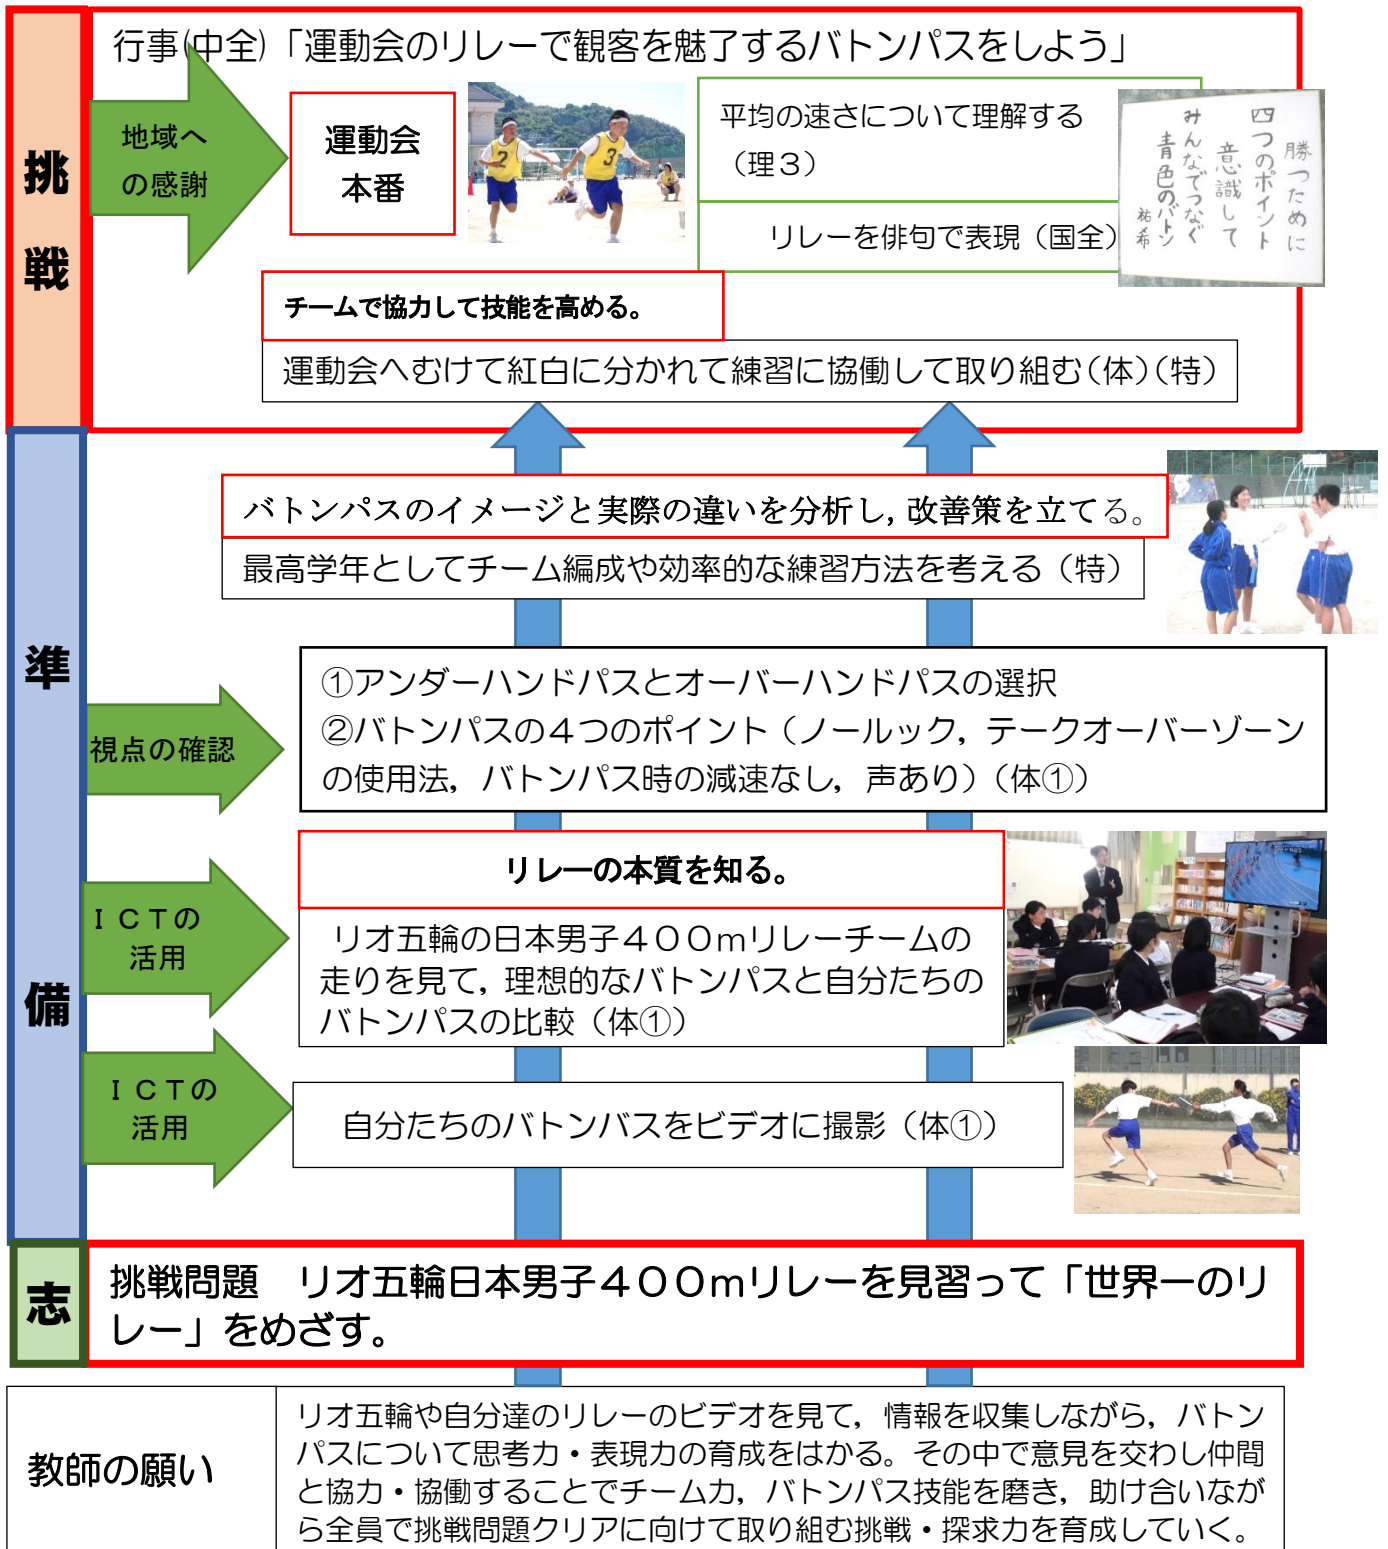 挑戦
行事(中全)「運動会のリレーで観客を魅了するバトンパスをしよう」
地域へ
の感謝
運動会
本番
2
3
平均の速さについて理解する
（理３）
リレーを俳句で表現（国全）
勝つために
四つのポイント
意識して
みんなでつなぐ
青色のバトン
祐希
チームで協力して技能を高める。
運動会へむけて紅白に分かれて練習に協働して取り組む(体)(特)
準備
バトンパスのイメージと実際の違いを分析し,改善策を立てる。
最高学年としてチーム編成や効率的な練習方法を考える（特）
視点の確認
①アンダーハンドパスとオーバーハンドパスの選択
②バトンパスの４つのポイント（ノールック，テークオーバーゾーン
の使用法，バトンパス時の減速なし，声あり）（体①）
ＩＣＴの
活用
リレーの本質を知る。
リオ五輪の日本男子４００ｍリレーチームの
走りを見て，理想的なバトンパスと自分たちの
バトンパスの比較（体①）
ＩＣＴの
活用
自分たちのバトンバスをビデオに撮影（体①）
志
挑戦問題　リオ五輪日本男子４００ｍリレーを見習って「世界一のリ
レー」をめざす。
教師の願い
リオ五輪や自分達のリレーのビデオを見て，情報を収集しながら，バトン
パスについて思考力・表現力の育成をはかる。その中で意見を交わし仲間
と協力・協働することでチーム力，バトンパス技能を磨き，助け合いなが
ら全員で挑戦問題クリアに向けて取り組む挑戦・探求力を育成していく。